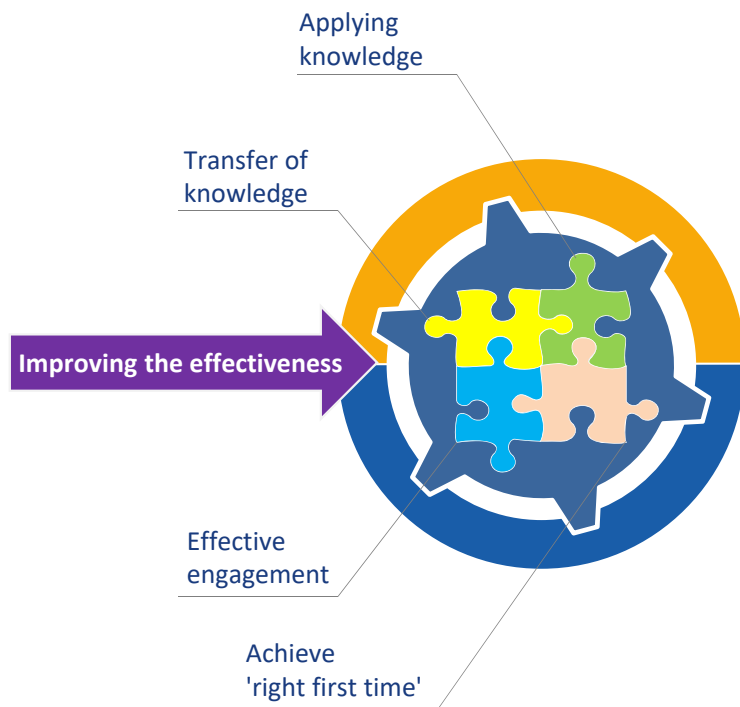 Applying
knowledge
Transfer of
knowledge
Improving the effectiveness
Effective
engagement
Achieve
'right first time'